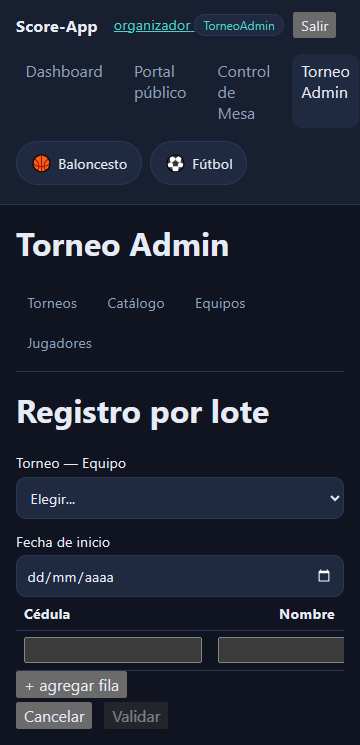 Score-App organizador TorneoAdmin Salir
Dashboard Portal público Control de Mesa Torneo Admin
Baloncesto Fútbol
Torneo Admin
Torneos Catálogo Equipos
Jugadores
Registro por lote
Torneo — Equipo
Elegir...
Fecha de inicio
dd/mm/aaaa
Cédula Nombre
+ agregar fila
Cancelar Validar